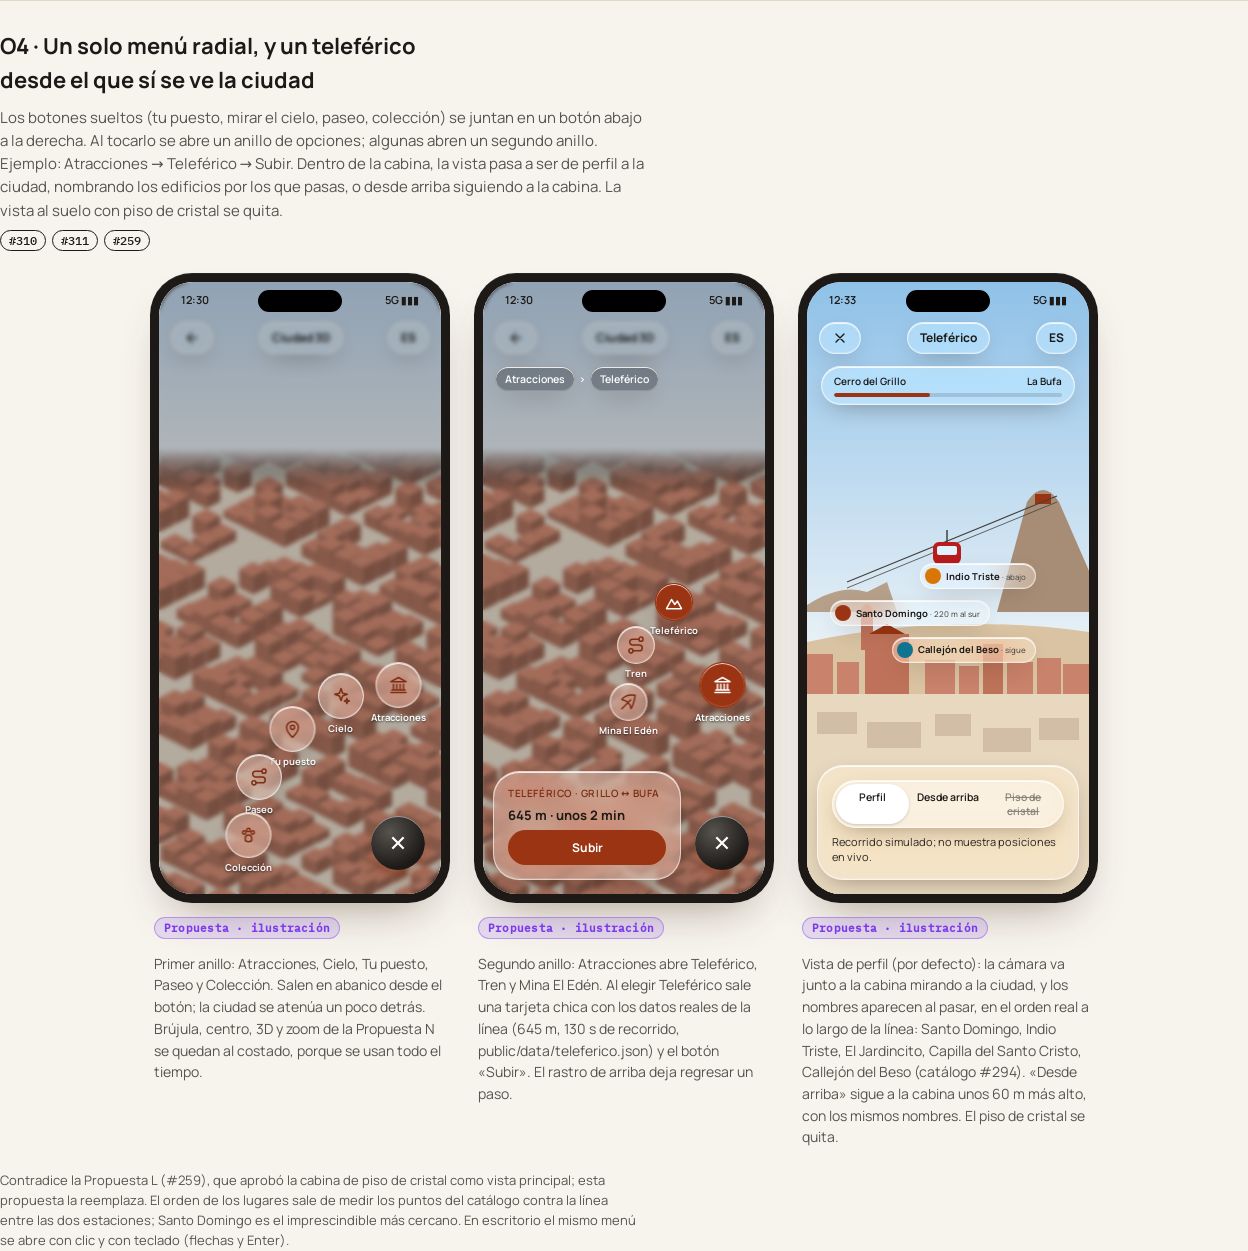 O4 · Un solo menú radial, y un teleférico
desde el que sí se ve la ciudad
Los botones sueltos (tu puesto, mirar el cielo, paseo, colección) se juntan en un botón abajo
a la derecha. Al tocarlo se abre un anillo de opciones; algunas abren un segundo anillo.
Ejemplo: Atracciones → Teleférico → Subir. Dentro de la cabina, la vista pasa a ser de perfil a la
ciudad, nombrando los edificios por los que pasas, o desde arriba siguiendo a la cabina. La
vista al suelo con piso de cristal se quita.
#310 #311 #259
12:30 5G
Ciudad 3D ES
Atracciones
Cielo
Tu puesto
Paseo
Colección
12:30 5G
Ciudad 3D ES
Atracciones › Teleférico
Teleférico
Tren
Atracciones
Mina El Edén
TELEFÉRICO · GRILLO ↔ BUFA
645 m · unos 2 min
Subir
12:33 5G
Teleférico ES
Cerro del Grillo La Bufa
Indio Triste · abajo
Santo Domingo · 220 m al sur
Callejón del Beso · sigue
Perfil Desde arriba Piso de
cristal
Recorrido simulado; no muestra posiciones
en vivo.
Propuesta · ilustración
Primer anillo: Atracciones, Cielo, Tu puesto,
Paseo y Colección. Salen en abanico desde el
botón; la ciudad se atenúa un poco detrás.
Brújula, centro, 3D y zoom de la Propuesta N
se quedan al costado, porque se usan todo el
tiempo.
Propuesta · ilustración
Segundo anillo: Atracciones abre Teleférico,
Tren y Mina El Edén. Al elegir Teleférico sale
una tarjeta chica con los datos reales de la
línea (645 m, 130 s de recorrido,
public/data/teleferico.json) y el botón
«Subir». El rastro de arriba deja regresar un
paso.
Propuesta · ilustración
Vista de perfil (por defecto): la cámara va
junto a la cabina mirando a la ciudad, y los
nombres aparecen al pasar, en el orden real a
lo largo de la línea: Santo Domingo, Indio
Triste, El Jardincito, Capilla del Santo Cristo,
Callejón del Beso (catálogo #294). «Desde
arriba» sigue a la cabina unos 60 m más alto,
con los mismos nombres. El piso de cristal se
quita.
Contradice la Propuesta L (#259), que aprobó la cabina de piso de cristal como vista principal; esta
propuesta la reemplaza. El orden de los lugares sale de medir los puntos del catálogo contra la línea
entre las dos estaciones; Santo Domingo es el imprescindible más cercano. En escritorio el mismo menú
se abre con clic y con teclado (flechas y Enter).